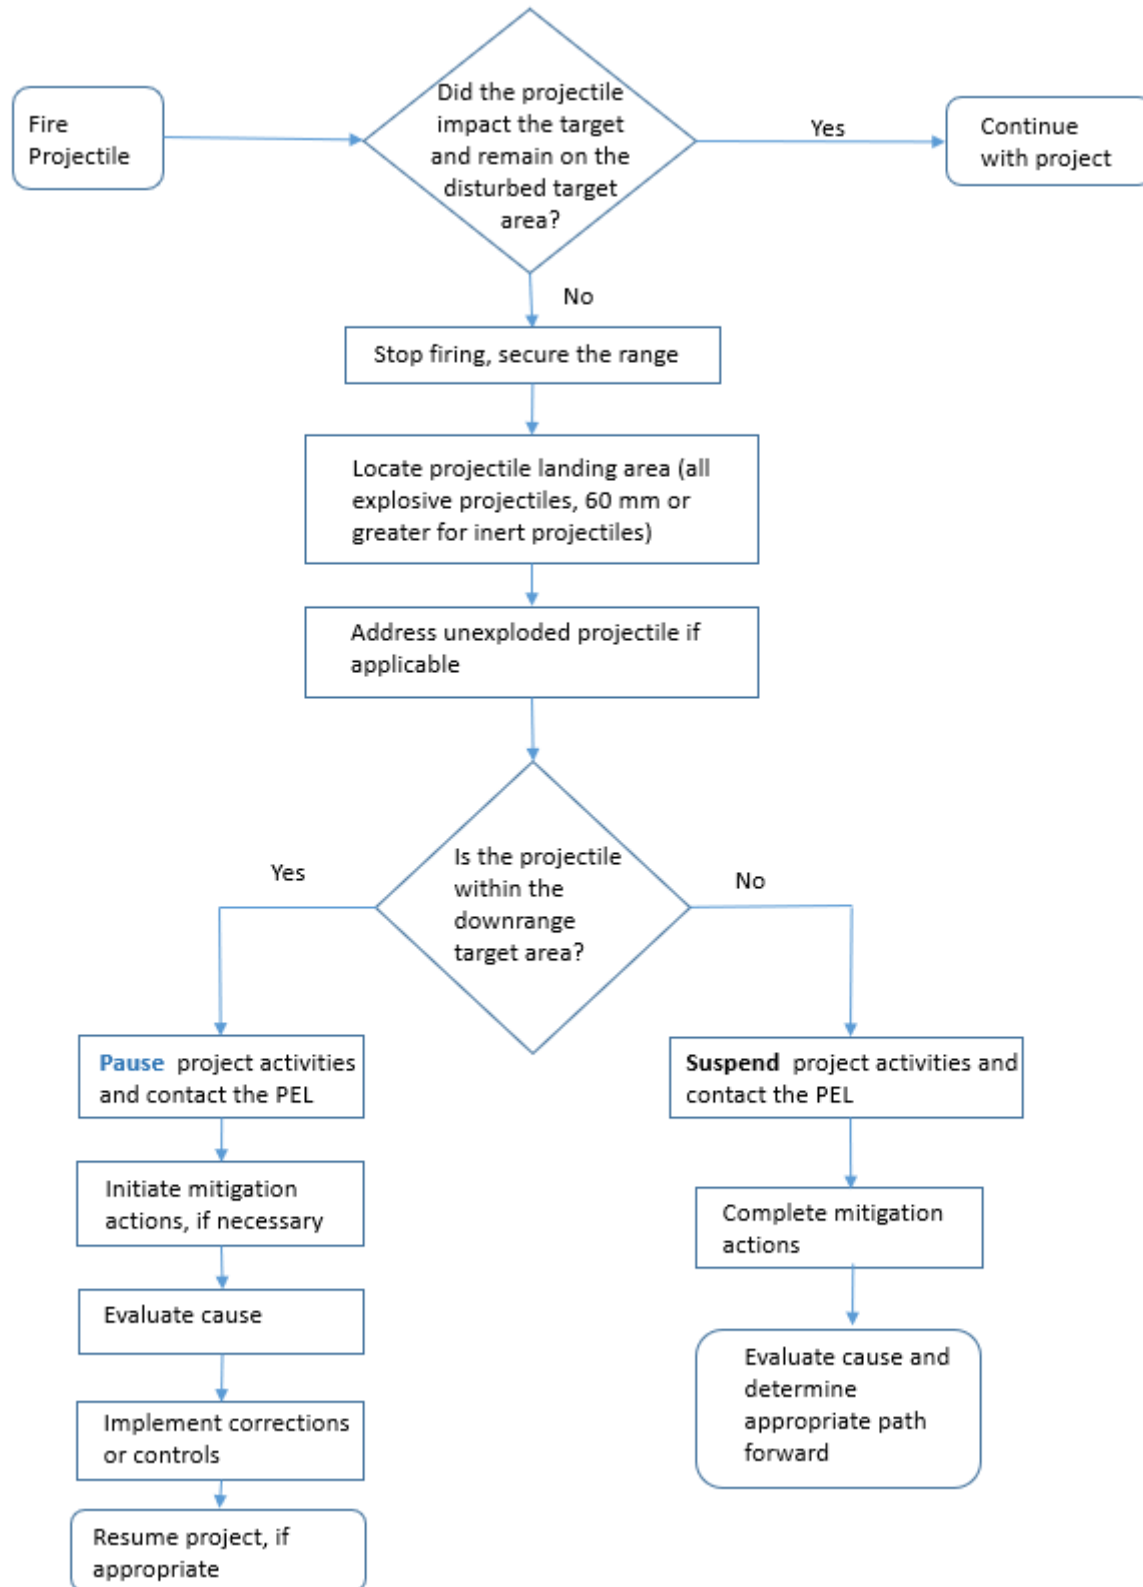 Fire
Projectile
Did the projectile
impact the target
and remain on the
disturbed target
area?
Yes
Continue
with project
No
Stop firing, secure the range
Locate projectile landing area (all
explosive projectiles, 60 mm or
greater for inert projectiles)
Address unexploded projectile if
applicable
Is the projectile
within the
downrange
target area?
Yes
No
Pause project activities
and contact the PEL
Initiate mitigation
actions, if necessary
Evaluate cause
Implement corrections
or controls
Resume project, if
appropriate
Suspend project activities and
contact the PEL
Complete mitigation
actions
Evaluate cause and
determine
appropriate path
forward